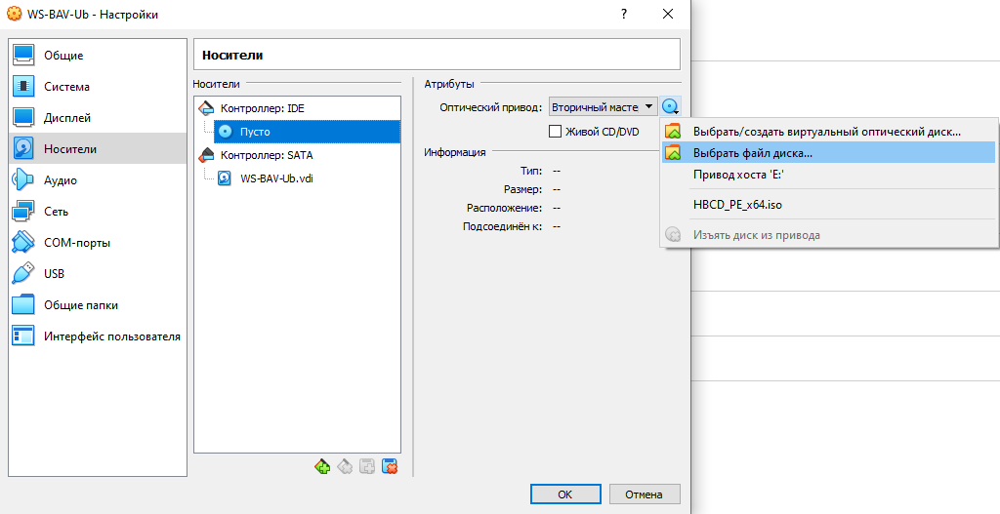 WS-BAV-Ub - Настройки
?
Общие
Система
Дисплей
Носители
Аудио
Сеть
COM-порты
USB
Общие папки
Интерфейс пользователя
Носители
Носители
Контроллер: IDE
Пусто
Контроллер: SATA
WS-BAV-Ub.vdi
Атрибуты
Оптический привод: Вторичный масте
Живой CD/DVD
Информация
Тип: --
Размер: --
Расположение: --
Подсоединён к: --
Выбрать/создать виртуальный оптический диск...
Выбрать файл диска...
Привод хоста 'E:'
HBCD_PE_x64.iso
Изъять диск из привода
OK
Отмена